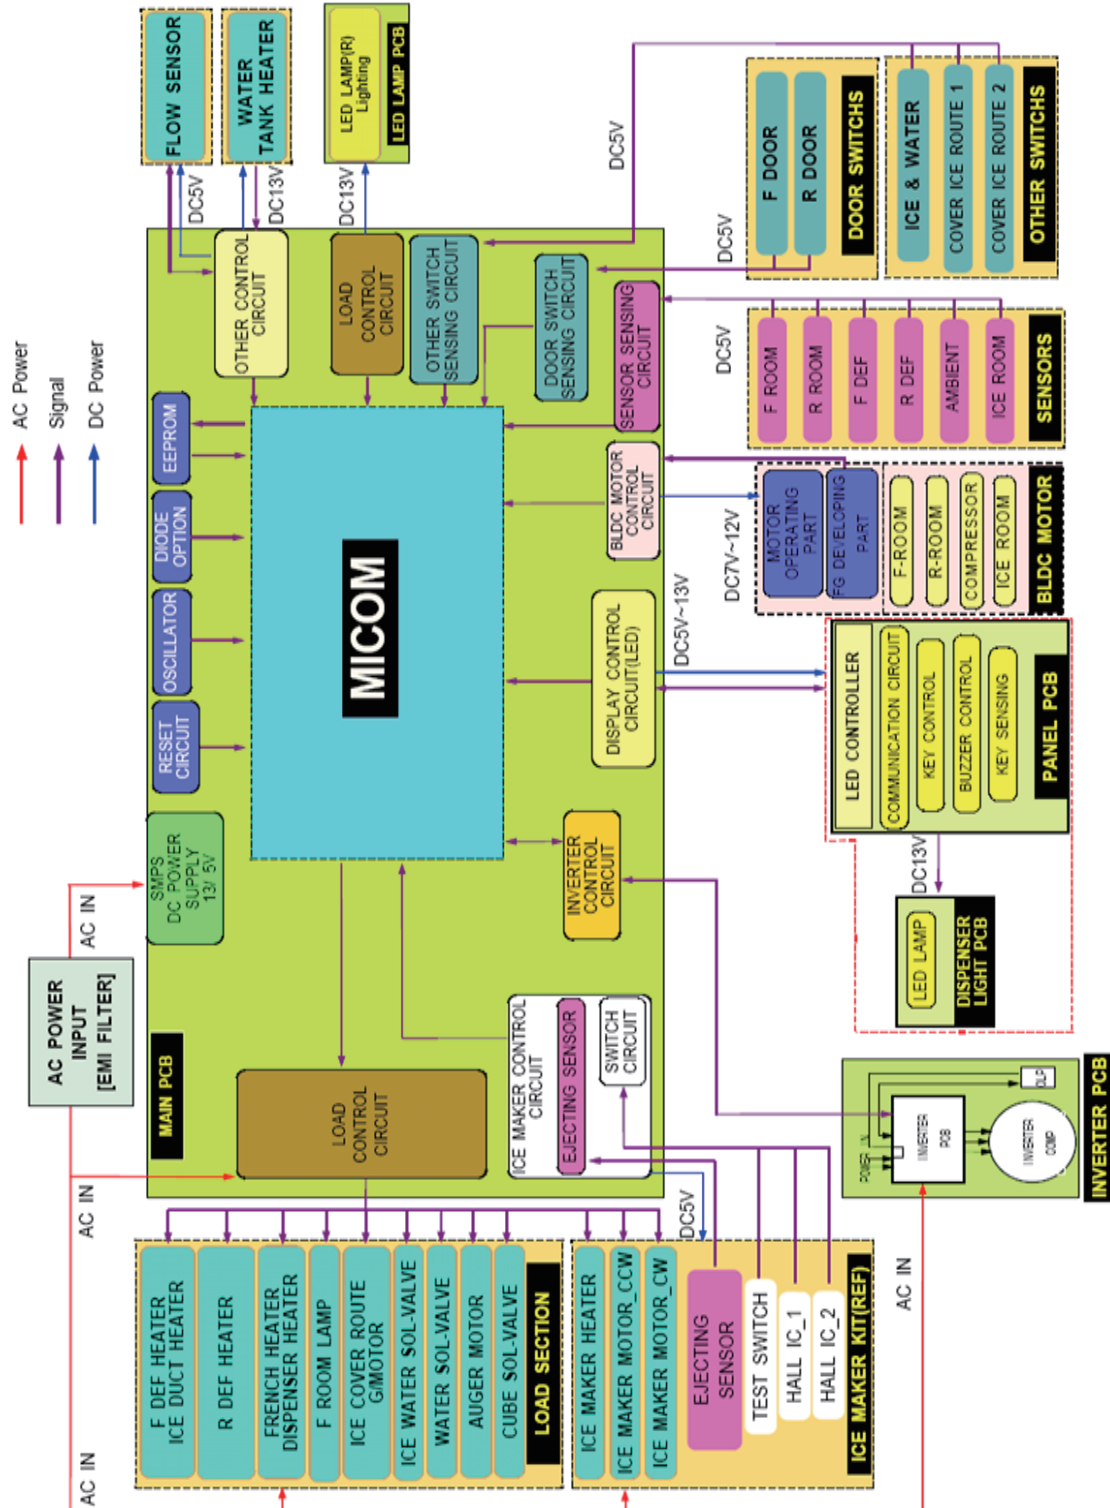 AC Power
Signal
DC Power
FLOW SENSOR
WATER
TANK HEATER
LED LAMP(R)
Lighting
LED LAMP PCB
DC5V
DC13V
DC13V
DC5V
F DOOR
R DOOR
DOOR SWITCHS
ICE & WATER
COVER ICE ROUTE 1
COVER ICE ROUTE 2
OTHER SWITCHS
DC5V
OTHER CONTROL
CIRCUIT
LOAD
CONTROL
CIRCUIT
OTHER SWITCH
SENSING CIRCUIT
DOOR SWITCH
SENSING CIRCUIT
SENSOR SENSING
CIRCUIT
DC5V
F ROOM
R ROOM
F DEF
R DEF
AMBIENT
ICE ROOM
SENSORS
EEPROM
DIODE
OPTION
OSCILLATOR
RESET
CIRCUIT
MICOM
BLDC MOTOR
CONTROL
CIRCUIT
DC7V~12V
MOTOR
OPERATING
PART
FG DEVELOPING
PART
F-ROOM
R-ROOM
COMPRESSOR
ICE ROOM
BLDC MOTOR
DISPLAY CONTROL
CIRCUIT(LED)
DC5V~13V
LED CONTROLLER
COMMUNICATION CIRCUIT
KEY CONTROL
BUZZER CONTROL
KEY SENSING
PANEL PCB
SMPS
DC POWER
SUPPLY
13/ 5V
INVERTER
CONTROL
CIRCUIT
DC13V
LED LAMP
DISPENSER
LIGHT PCB
AC IN
AC POWER
INPUT
[EMI FILTER]
MAIN PCB
LOAD
CONTROL
CIRCUIT
ICE MAKER CONTROL
CIRCUIT
EJECTING SENSOR
SWITCH
CIRCUIT
POWER IN
INVERTER
PCB
OLP
INVERTER
COMP
INVERTER PCB
AC IN
DC5V
AC IN
F DEF HEATER
ICE DUCT HEATER
R DEF HEATER
FRENCH HEATER
DISPENSER HEATER
F ROOM LAMP
ICE COVER ROUTE
G/MOTOR
ICE WATER SOL-VALVE
WATER SOL-VALVE
AUGER MOTOR
CUBE SOL-VALVE
LOAD SECTION
ICE MAKER HEATER
ICE MAKER MOTOR_CCW
ICE MAKER MOTOR_CW
EJECTING
SENSOR
TEST SWITCH
HALL IC_1
HALL IC_2
ICE MAKER KIT(REF)
AC IN